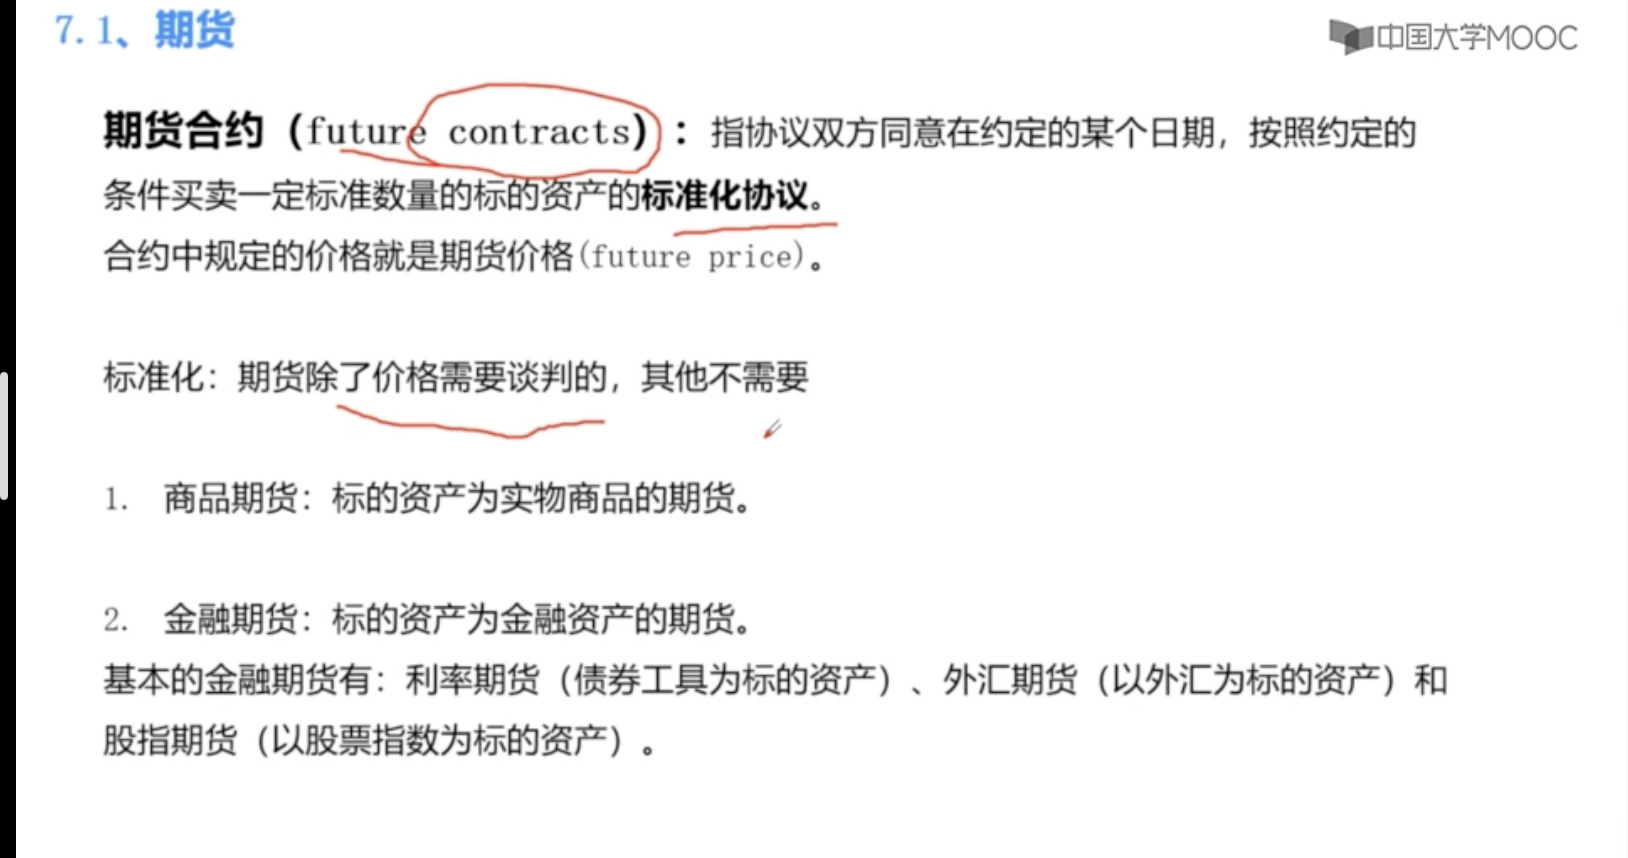 7.1、期货
中国大学MOOC
期货合约（future contracts）：指协议双方同意在约定的某个日期，按照约定的
条件买卖一定标准数量的标的资产的标准化协议。
合约中规定的价格就是期货价格(future price)。
标准化：期货除了价格需要谈判的，其他不需要
1. 商品期货：标的资产为实物商品的期货。
2. 金融期货：标的资产为金融资产的期货。
基本的金融期货有：利率期货（债券工具为标的资产）、外汇期货（以外汇为标的资产）和
股指期货（以股票指数为标的资产）。